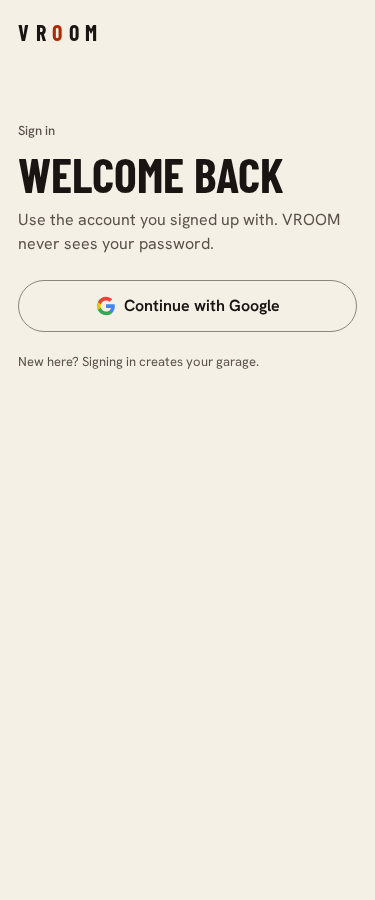 VROOM
Sign in
WELCOME BACK
Use the account you signed up with. VROOM
never sees your password.
Continue with Google
New here? Signing in creates your garage.